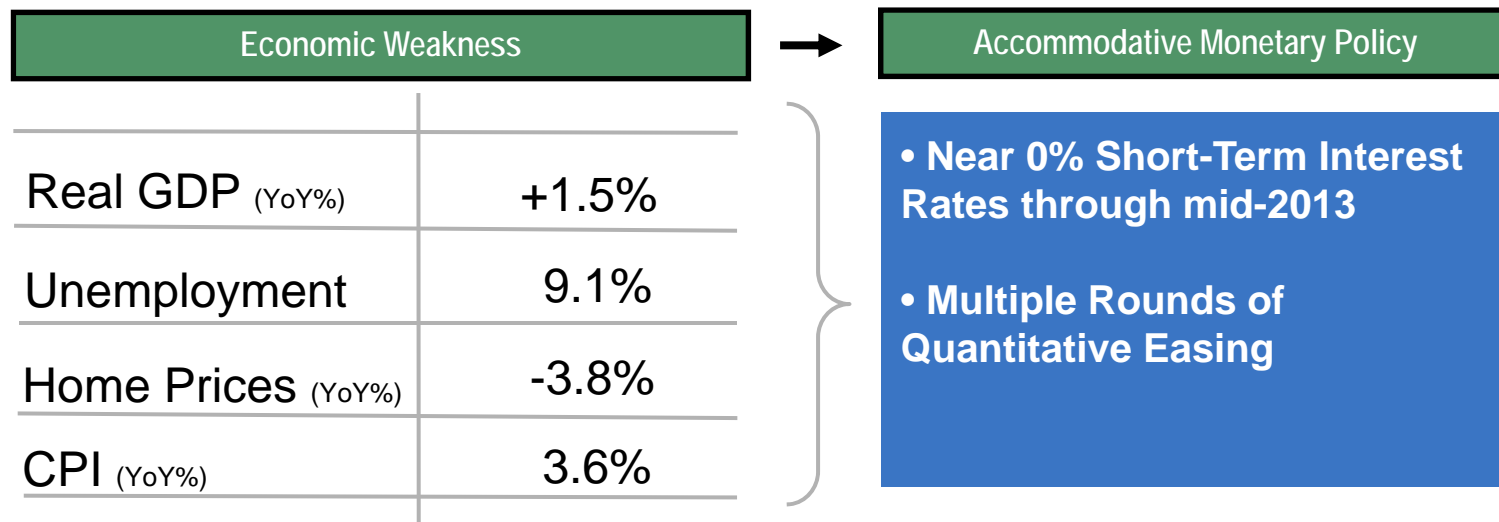 Economic Weakness
Accommodative Monetary Policy
Real GDP (YoY%) +1.5%
Unemployment 9.1%
Home Prices (YoY%) -3.8%
CPI (YoY%) 3.6%
• Near 0% Short-Term Interest
Rates through mid-2013
• Multiple Rounds of
Quantitative Easing